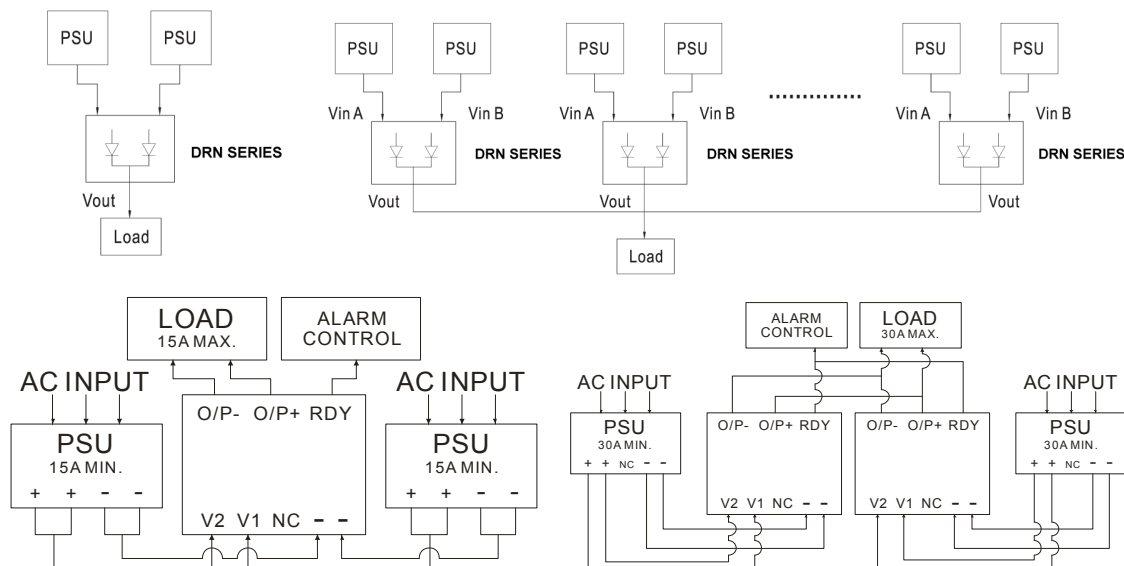 PSU PSU
DRN SERIES
Vout
Load
PSU PSU PSU PSU PSU PSU
Vin A Vin B Vin A Vin B Vin A Vin B
DRN SERIES DRN SERIES DRN SERIES
Vout Vout Vout
Load
LOAD
15A MAX.
ALARM
CONTROL
AC INPUT AC INPUT
O/P- O/P+ RDY
PSU
15A MIN.
+ + - -
PSU
15A MIN.
+ + - -
V2 V1 NC - -
ALARM
CONTROL
LOAD
30A MAX.
AC INPUT AC INPUT
PSU
30A MIN.
+ + NC - -
O/P- O/P+ RDY
V2 V1 NC - -
O/P- O/P+ RDY
V2 V1 NC - -
PSU
30A MIN.
+ + NC - -